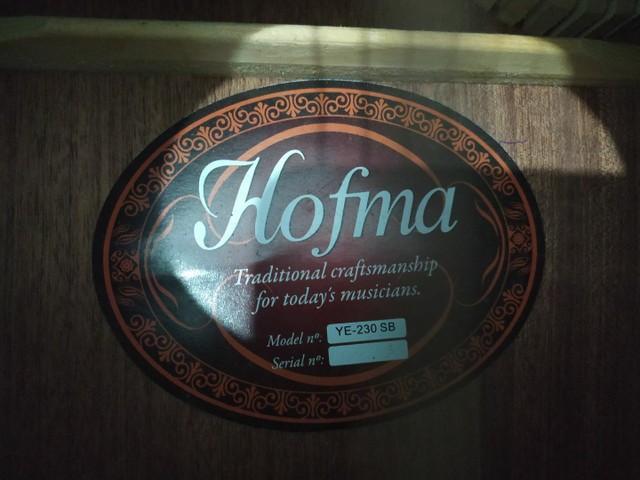 Hofma
Traditional craftsmanship
for today's musicians.
Model nº: YE-230 SB
Serial nº: